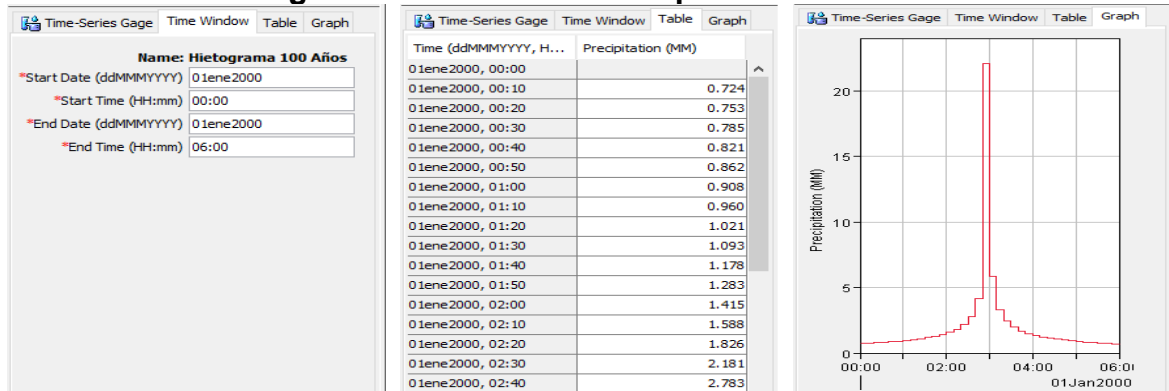 Time-Series Gage Time Window Table Graph
Name: Hietograma 100 Años
*Start Date (ddMMMYYYY) 01ene2000
*Start Time (HH:mm) 00:00
*End Date (ddMMMYYYY) 01ene2000
*End Time (HH:mm) 06:00
Time-Series Gage Time Window Table Graph
Time (ddMMMYYYY, H... Precipitation (MM)
01ene2000, 00:00
01ene2000, 00:10 0.724
01ene2000, 00:20 0.753
01ene2000, 00:30 0.785
01ene2000, 00:40 0.821
01ene2000, 00:50 0.862
01ene2000, 01:00 0.908
01ene2000, 01:10 0.960
01ene2000, 01:20 1.021
01ene2000, 01:30 1.093
01ene2000, 01:40 1.178
01ene2000, 01:50 1.283
01ene2000, 02:00 1.415
01ene2000, 02:10 1.588
01ene2000, 02:20 1.826
01ene2000, 02:30 2.181
01ene2000, 02:40 2.783
Time-Series Gage Time Window Table Graph
Precipitation (MM)
20
15
10
5
0
00:00 02:00 04:00 06:0
01Jan2000